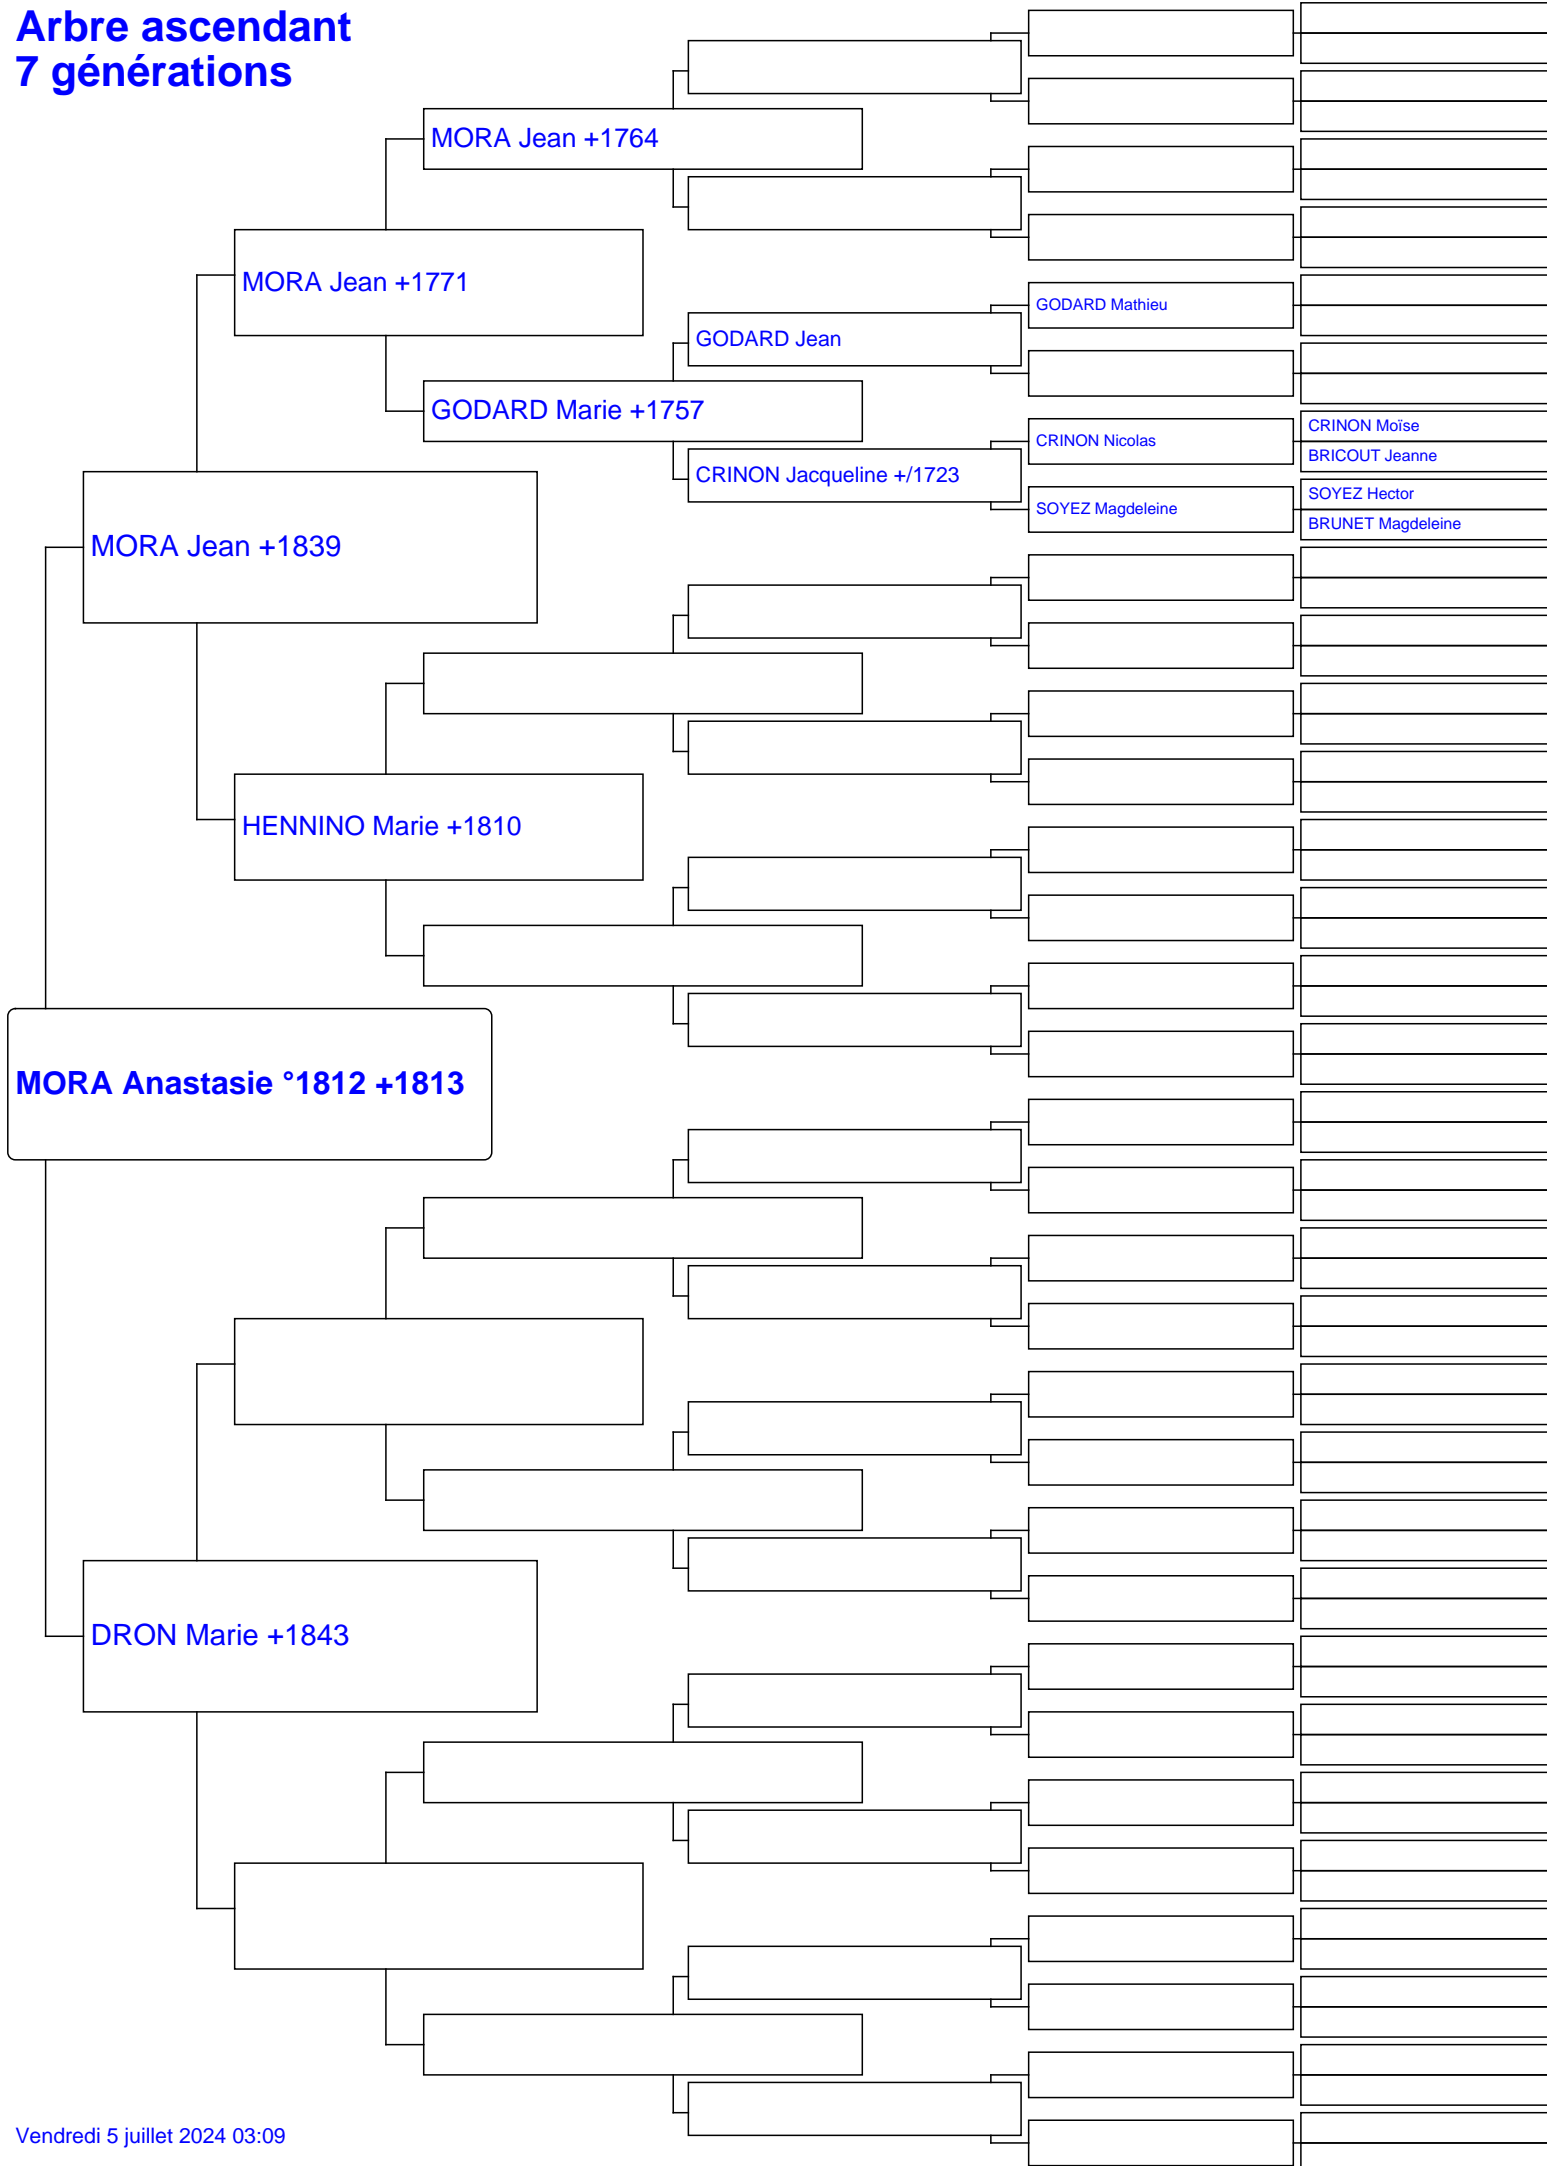 Arbre ascendant
7 générations
MORA Jean +1764
MORA Jean +1771
GODARD Mathieu
GODARD Jean
GODARD Marie +1757
CRINON Moïse
CRINON Nicolas
BRICOUT Jeanne
CRINON Jacqueline +/1723
SOYEZ Hector
SOYEZ Magdeleine
BRUNET Magdeleine
MORA Jean +1839
HENNINO Marie +1810
MORA Anastasie °1812 +1813
DRON Marie +1843
Vendredi 5 juillet 2024 03:09